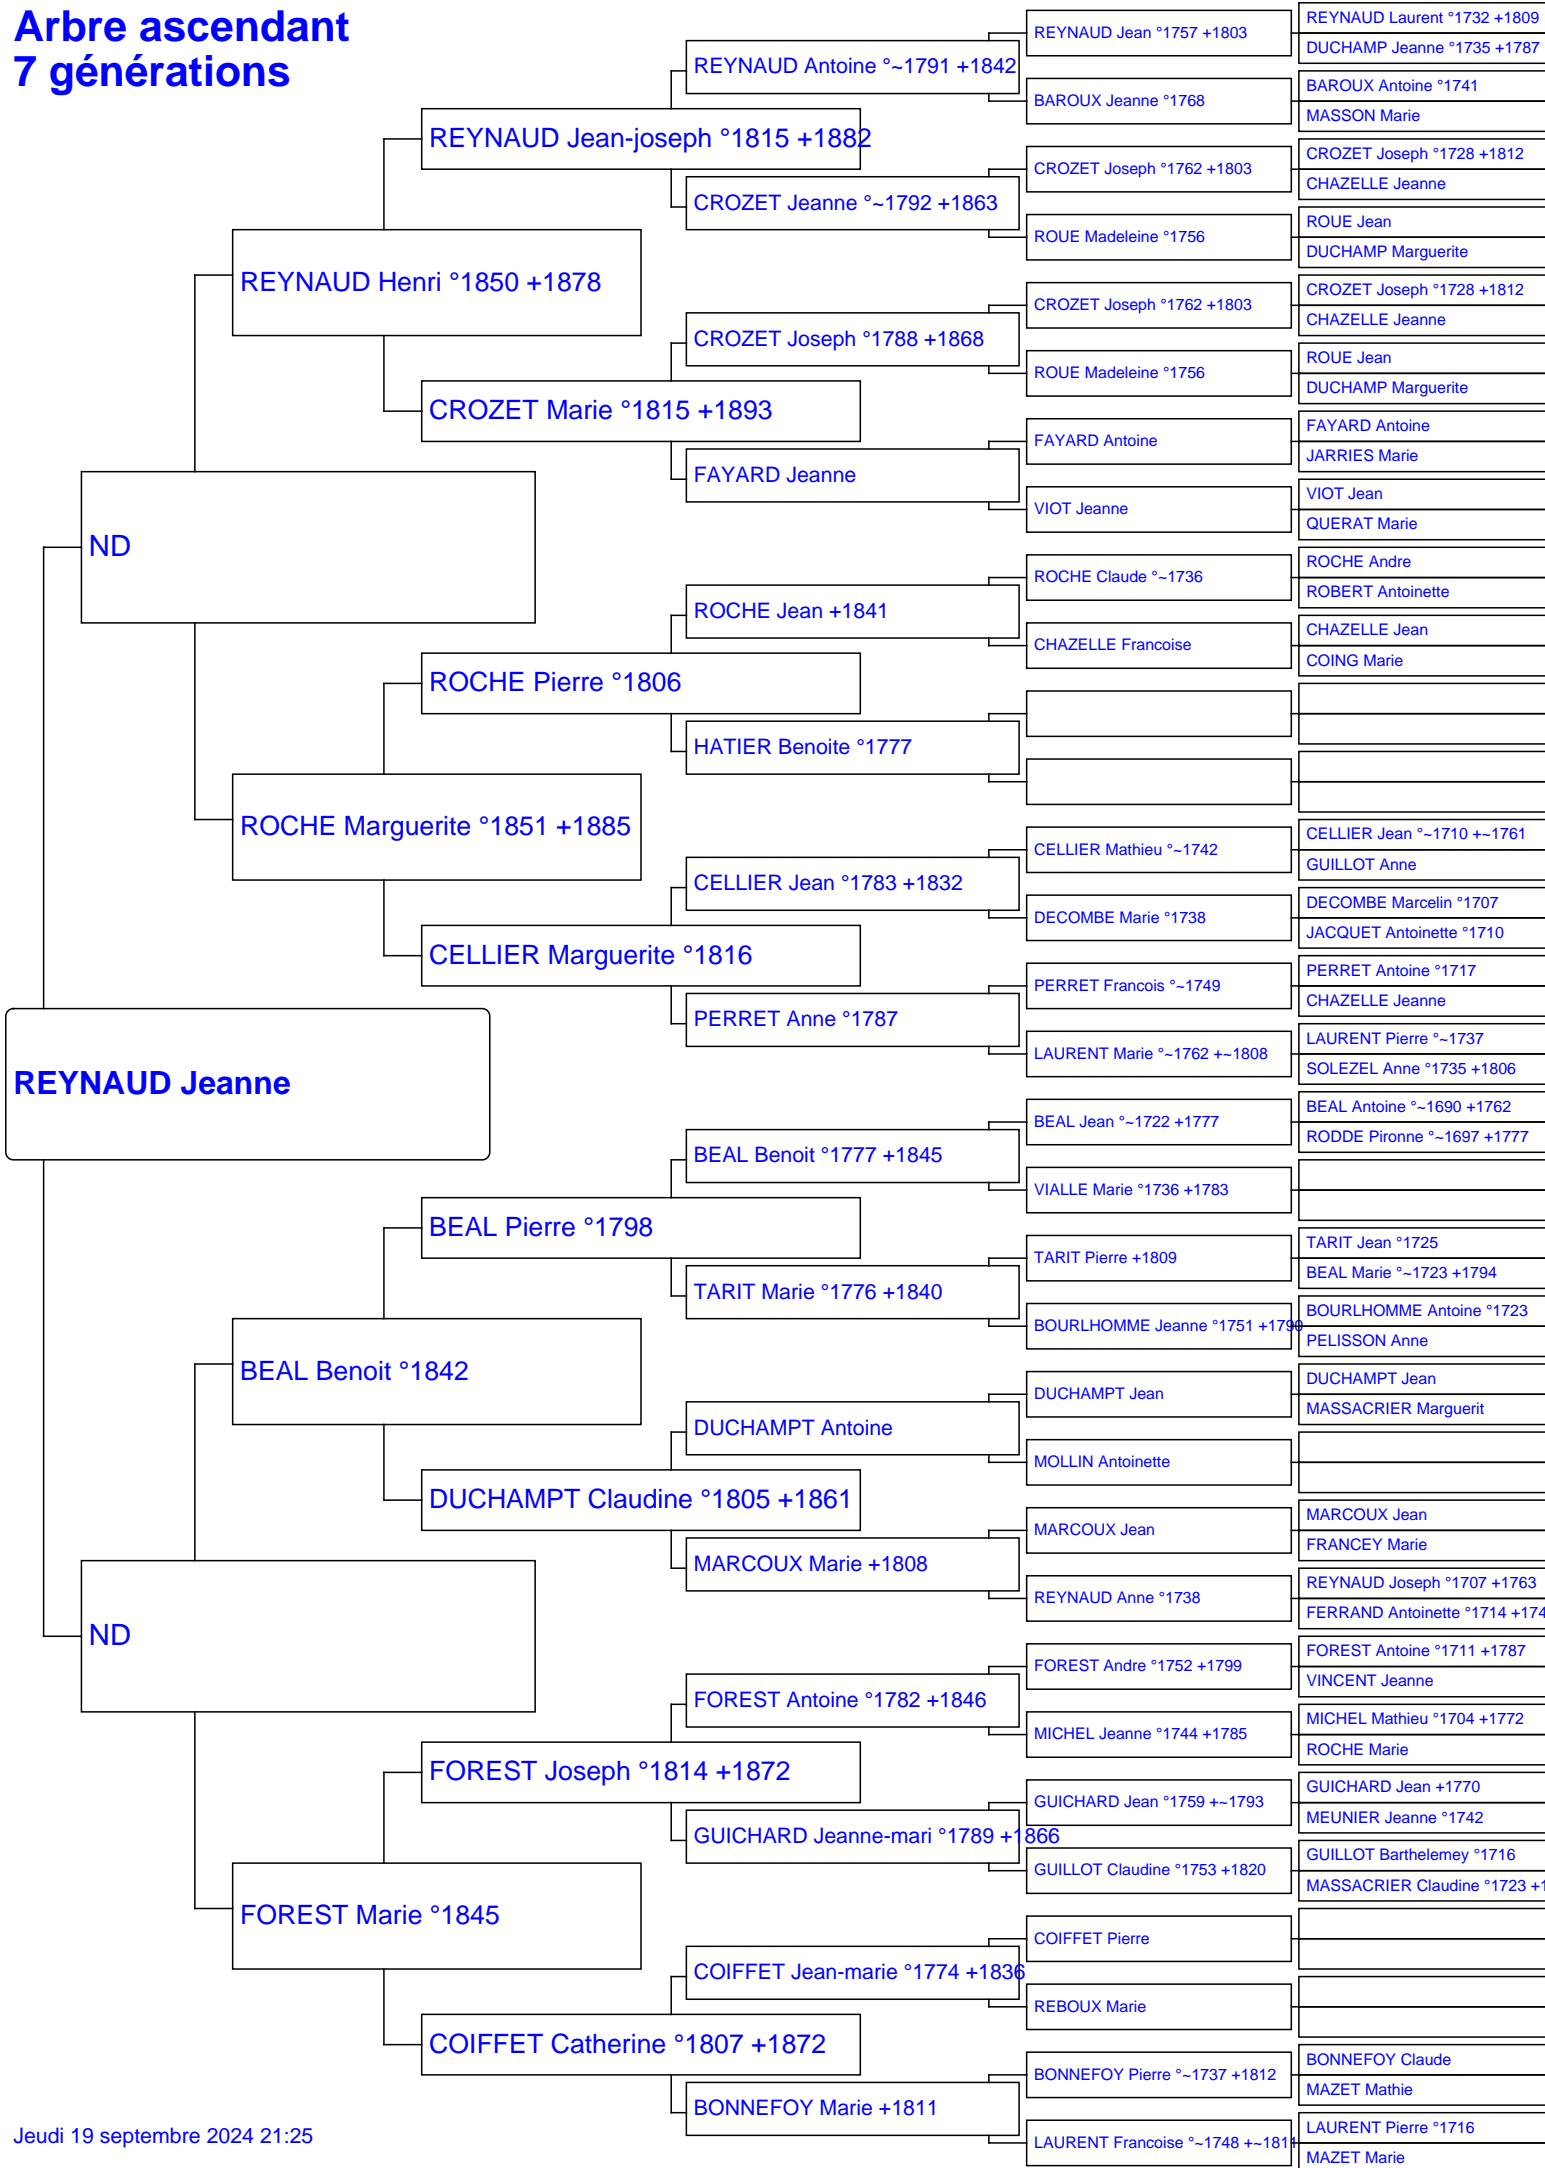 Arbre ascendant
7 générations
REYNAUD Jeanne
ND
ND
REYNAUD Henri °1850 +1878
ROCHE Marguerite °1851 +1885
BEAL Benoit °1842
FOREST Marie °1845
REYNAUD Jean-joseph °1815 +1882
CROZET Marie °1815 +1893
ROCHE Pierre °1806
CELLIER Marguerite °1816
BEAL Pierre °1798
DUCHAMPT Claudine °1805 +1861
FOREST Joseph °1814 +1872
COIFFET Catherine °1807 +1872
REYNAUD Antoine °~1791 +1842
CROZET Jeanne °~1792 +1863
CROZET Joseph °1788 +1868
FAYARD Jeanne
ROCHE Jean +1841
HATIER Benoite °1777
CELLIER Jean °1783 +1832
PERRET Anne °1787
BEAL Benoit °1777 +1845
TARIT Marie °1776 +1840
DUCHAMPT Antoine
MARCOUX Marie +1808
FOREST Antoine °1782 +1846
GUICHARD Jeanne-mari °1789 +1866
COIFFET Jean-marie °1774 +1836
BONNEFOY Marie +1811
REYNAUD Jean °1757 +1803
BAROUX Jeanne °1768
CROZET Joseph °1762 +1803
ROUE Madeleine °1756
CROZET Joseph °1762 +1803
ROUE Madeleine °1756
FAYARD Antoine
VIOT Jeanne
ROCHE Claude °~1736
CHAZELLE Francoise
CELLIER Mathieu °~1742
DECOMBE Marie °1738
PERRET Francois °~1749
LAURENT Marie °~1762 +~1808
BEAL Jean °~1722 +1777
VIALLE Marie °1736 +1783
TARIT Pierre +1809
BOURLHOMME Jeanne °1751 +1790
DUCHAMPT Jean
MOLLIN Antoinette
MARCOUX Jean
REYNAUD Anne °1738
FOREST Andre °1752 +1799
MICHEL Jeanne °1744 +1785
GUICHARD Jean °1759 +~1793
GUILLOT Claudine °1753 +1820
COIFFET Pierre
REBOUX Marie
BONNEFOY Pierre °~1737 +1812
LAURENT Francoise °~1748 +~1811
REYNAUD Laurent °1732 +1809
DUCHAMP Jeanne °1735 +1787
BAROUX Antoine °1741
MASSON Marie
CROZET Joseph °1728 +1812
CHAZELLE Jeanne
ROUE Jean
DUCHAMP Marguerite
CROZET Joseph °1728 +1812
CHAZELLE Jeanne
ROUE Jean
DUCHAMP Marguerite
FAYARD Antoine
JARRIES Marie
VIOT Jean
QUERAT Marie
ROCHE Andre
ROBERT Antoinette
CHAZELLE Jean
COING Marie
CELLIER Jean °~1710 +~1761
GUILLOT Anne
DECOMBE Marcelin °1707
JACQUET Antoinette °1710
PERRET Antoine °1717
CHAZELLE Jeanne
LAURENT Pierre °~1737
SOLEZEL Anne °1735 +1806
BEAL Antoine °~1690 +1762
RODDE Pironne °~1697 +1777
TARIT Jean °1725
BEAL Marie °~1723 +1794
BOURLHOMME Antoine °1723
PELISSON Anne
DUCHAMPT Jean
MASSACRIER Marguerit
MARCOUX Jean
FRANCEY Marie
REYNAUD Joseph °1707 +1763
FERRAND Antoinette °1714 +174
FOREST Antoine °1711 +1787
VINCENT Jeanne
MICHEL Mathieu °1704 +1772
ROCHE Marie
GUICHARD Jean +1770
MEUNIER Jeanne °1742
GUILLOT Barthelemey °1716
MASSACRIER Claudine °1723 +1
BONNEFOY Claude
MAZET Mathie
LAURENT Pierre °1716
MAZET Marie
Jeudi 19 septembre 2024 21:25